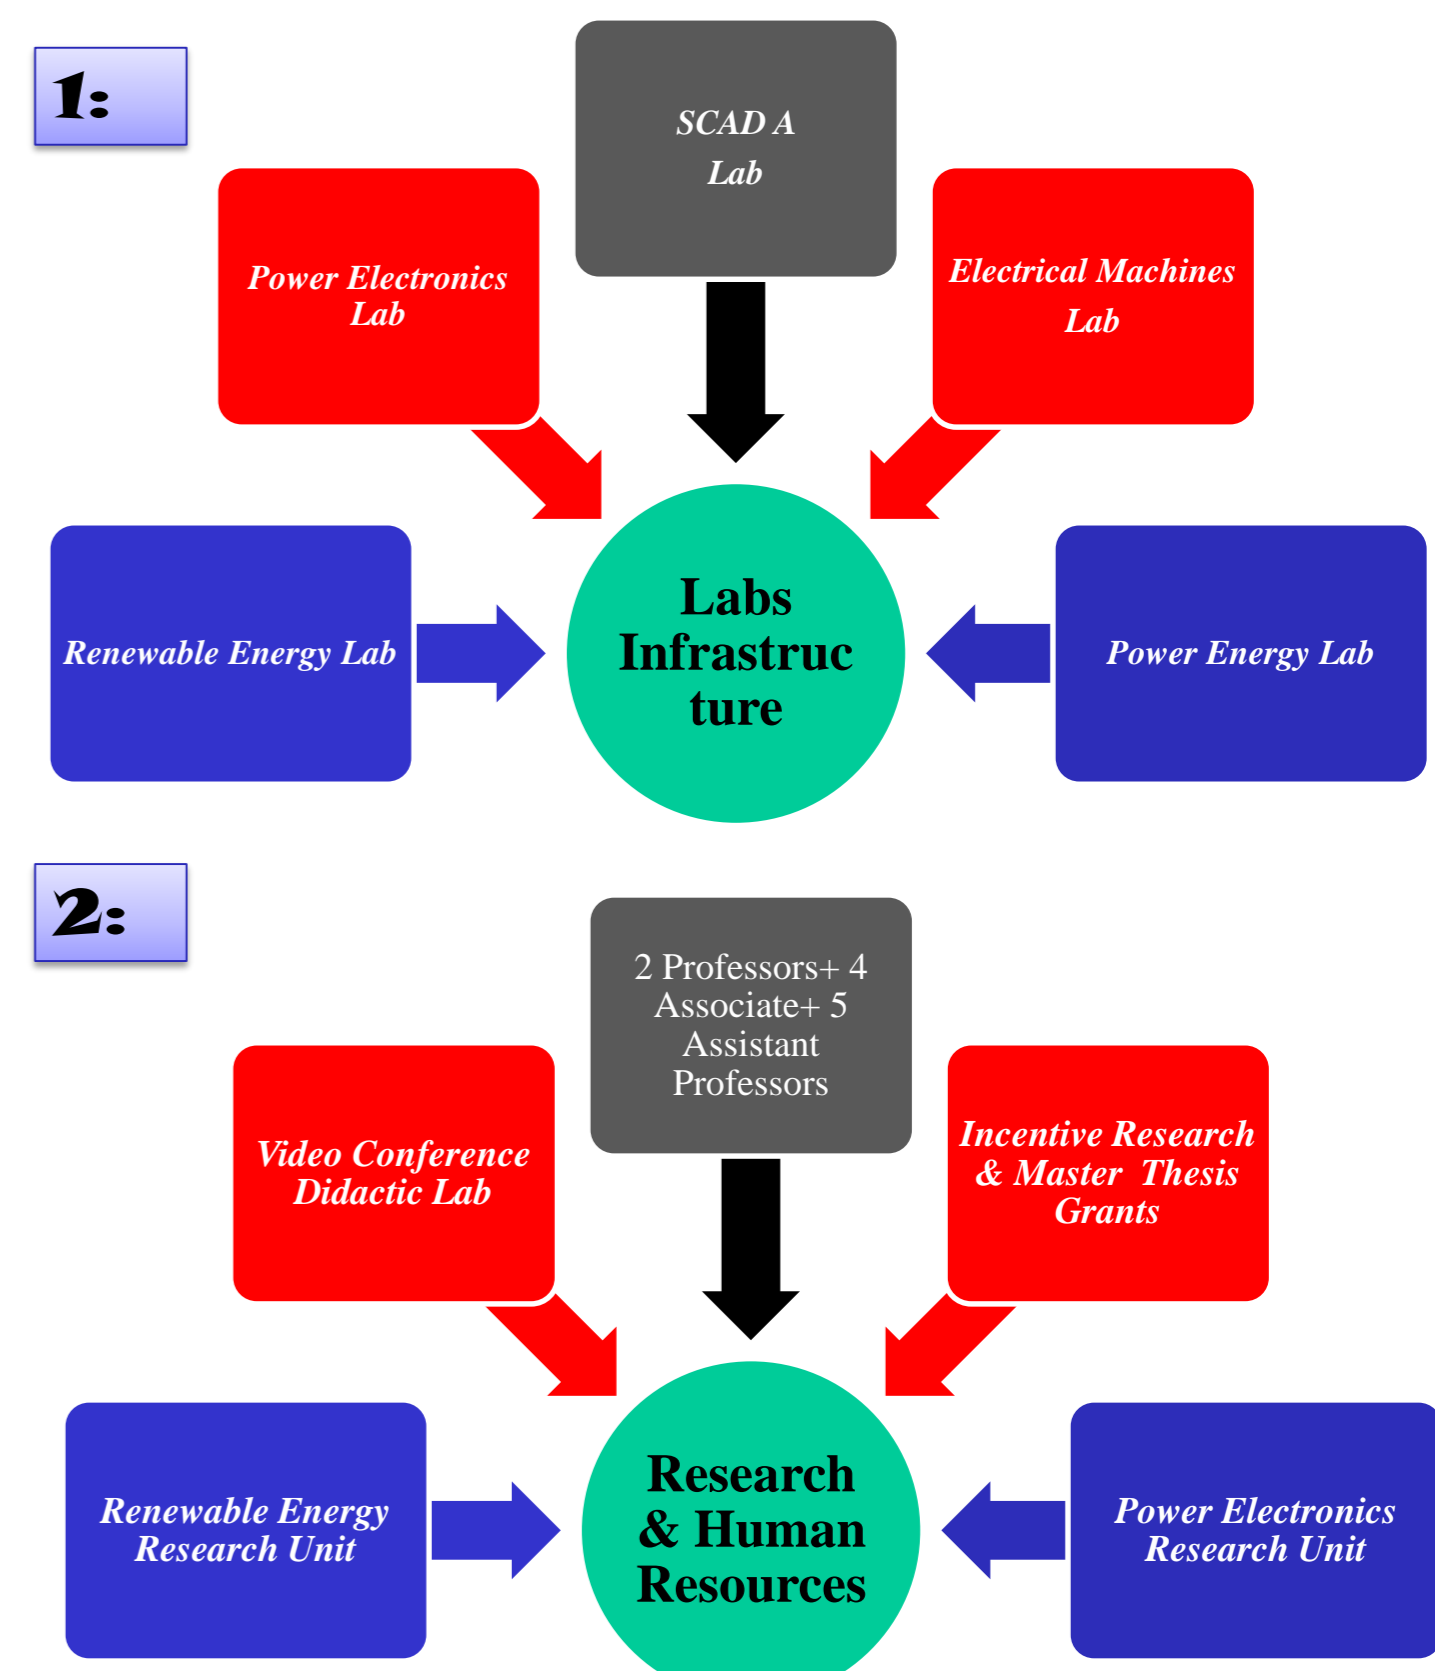 1:
SCAD A
Lab
Power Electronics
Lab
Electrical Machines
Lab
Renewable Energy Lab
Labs
Infrastruc
ture
Power Energy Lab
2:
2 Professors+ 4
Associate+ 5
Assistant
Professors
Video Conference
Didactic Lab
Incentive Research
& Master Thesis
Grants
Renewable Energy
Research Unit
Research
& Human
Resources
Power Electronics
Research Unit